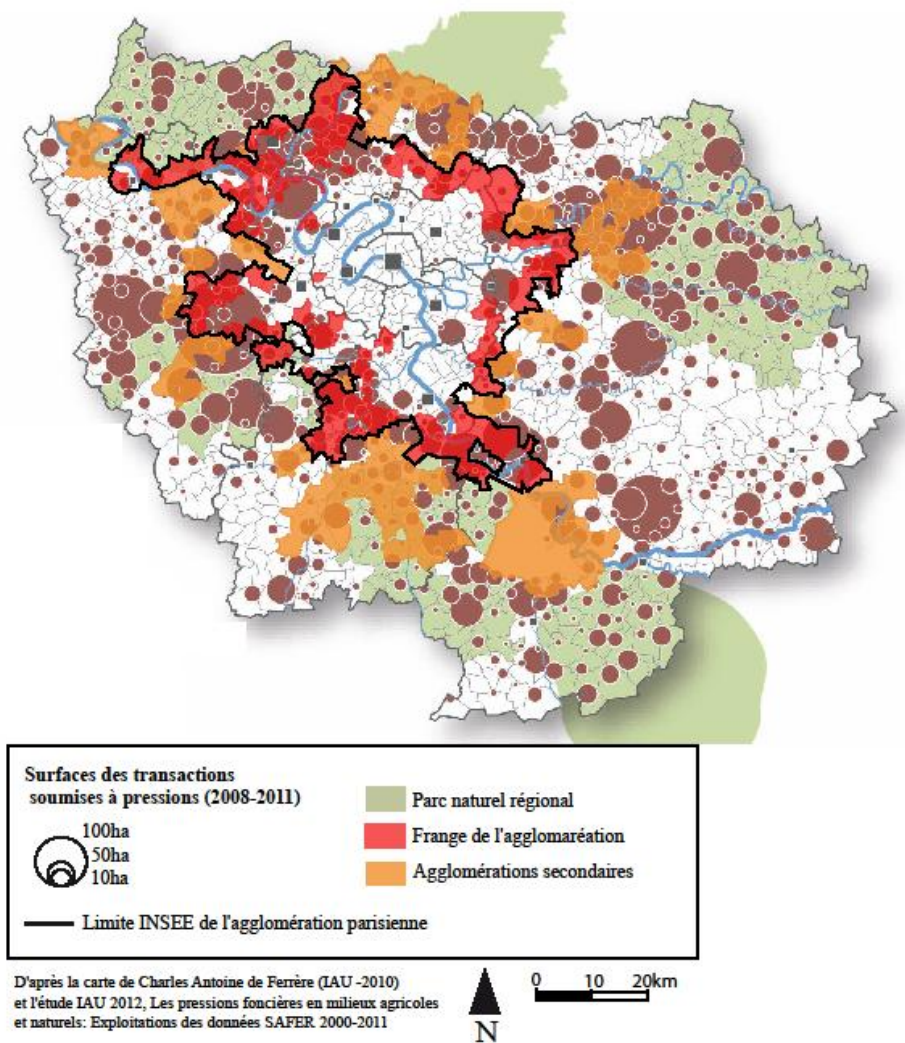 Surfaces des transactions
soumises à pressions (2008-2011)
100ha
50ha
10ha
Parc naturel régional
Frange de l'agglomaréation
Agglomérations secondaires
Limite INSEE de l'agglomération parisienne
D'après la carte de Charles Antoine de Ferrère (IAU -2010)
et l'étude IAU 2012, Les pressions foncières en milieux agricoles
et naturels: Exploitations des données SAFER 2000-2011
N
0 10 20km